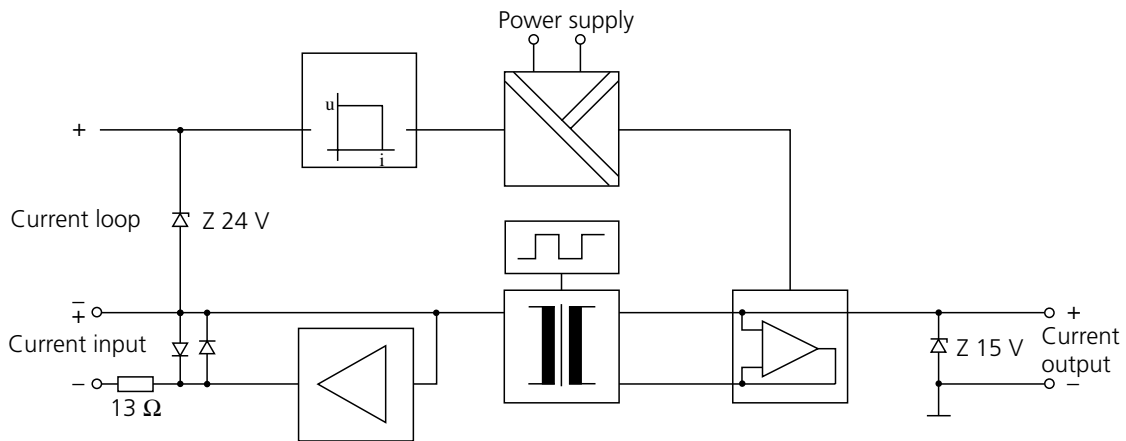 Power supply
u
i
+
Current loop
Z 24 V
−
+
Current input
−
13 Ω
+
Z 15 V
Current
output
−